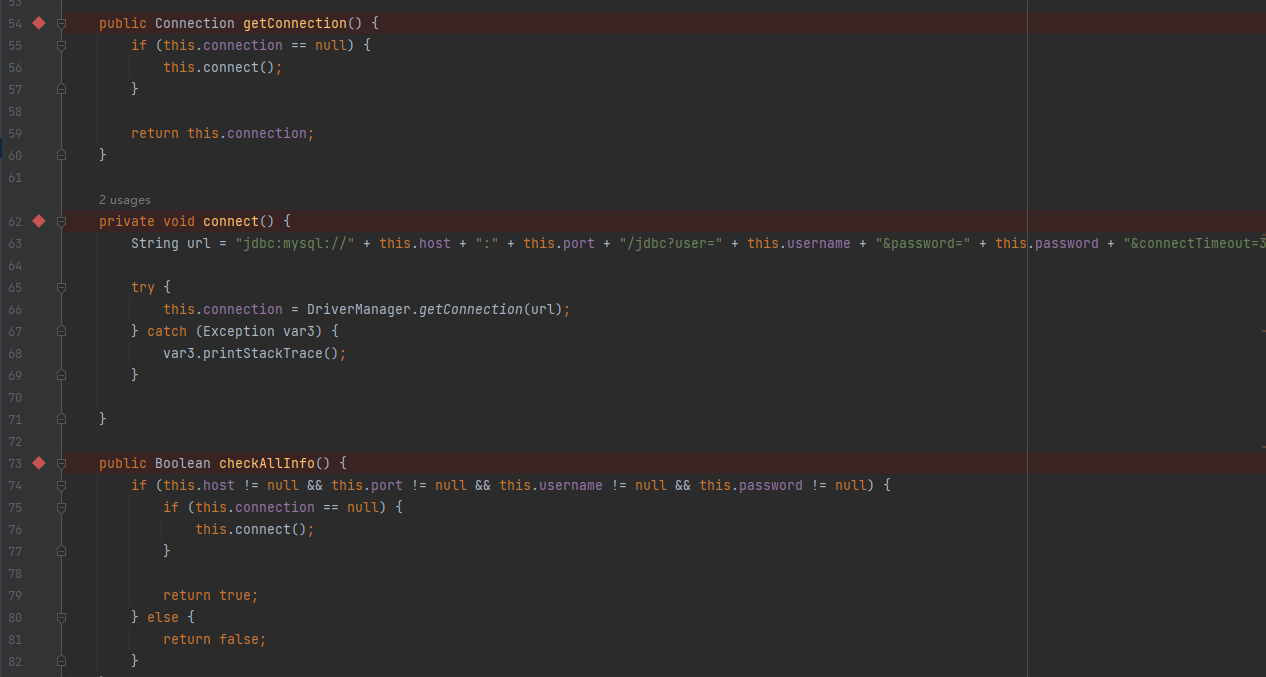 53
54 public Connection getConnection() {
55 if (this.connection == null) {
56 this.connect();
57 }
58
59 return this.connection;
60 }
61
2 usages
62 private void connect() {
63 String url = "jdbc:mysql://" + this.host + ":" + this.port + "/jdbc?user=" + this.username + "&password=" + this.password + "&connectTimeout=3
64
65 try {
66 this.connection = DriverManager.getConnection(url);
67 } catch (Exception var3) {
68 var3.printStackTrace();
69 }
70
71 }
72
73 public Boolean checkAllInfo() {
74 if (this.host != null && this.port != null && this.username != null && this.password != null) {
75 if (this.connection == null) {
76 this.connect();
77 }
78
79 return true;
80 } else {
81 return false;
82 }